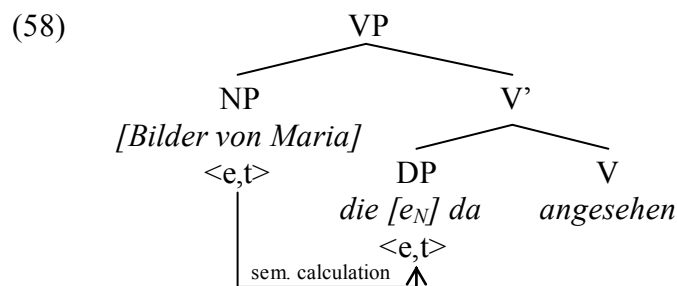 (58) VP
NP V’
[Bilder von Maria] DP V
<e,t> die [e_N] da angesehen
<e,t>
sem. calculation